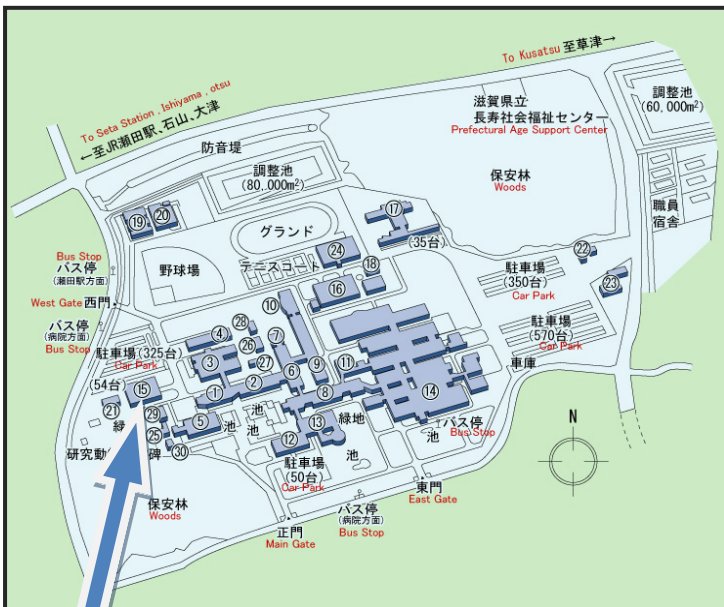 To Kusatsu 至草津→
To Seta Station , Ishiyama , otsu
←至JR瀬田駅、石山、大津
防音堤
調整池
(80,000m²)
滋賀県立
長寿社会福祉センター
Prefectural Age Support Center
保安林
Woods
調整池
(60,000m²)
職員
宿舎
⑲
⑳
グランド
⑰
(35台)
Bus Stop
バス停
(瀬田駅方面)
野球場
テニスコート
㉔
⑱
⑯
㉒
㉓
駐車場
(350台)
Car Park
West Gate 西門
バス停
(病院方面)
Bus Stop
駐車場(325台)
Car Park
(54台)
⑩
㉘
④
㉖
⑦
③
㉗
⑥
⑨
⑪
①
②
⑧
⑭
駐車場
(570台)
Car Park
車庫
⑮
㉑
㉙
㉕
㉚
⑤
池
池
池
⑫
⑬
緑地
池
池
バス停
Bus Stop
緑
研究動
碑
駐車場
(50台)
Car Park
保安林
Woods
正門
Main Gate
バス停
(病院方面)
Bus Stop
東門
East Gate
N